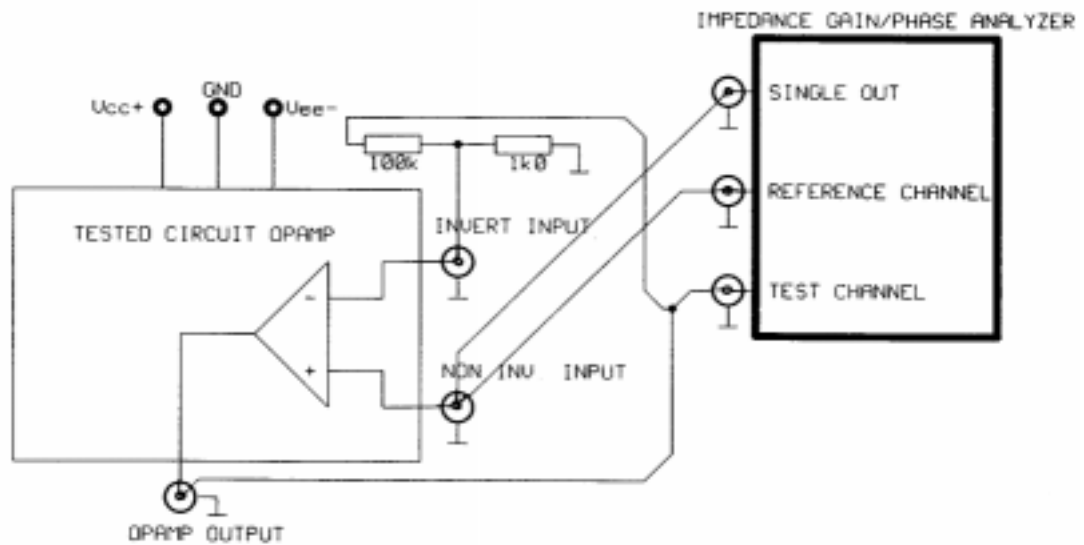 IMPEDANCE GAIN/PHASE ANALYZER
SINGLE OUT
REFERENCE CHANNEL
TEST CHANNEL
Vcc+
GND
Vee-
100k
1k0
TESTED CIRCUIT OPAMP
INVERT INPUT
-
+
NON INV INPUT
OPAMP OUTPUT